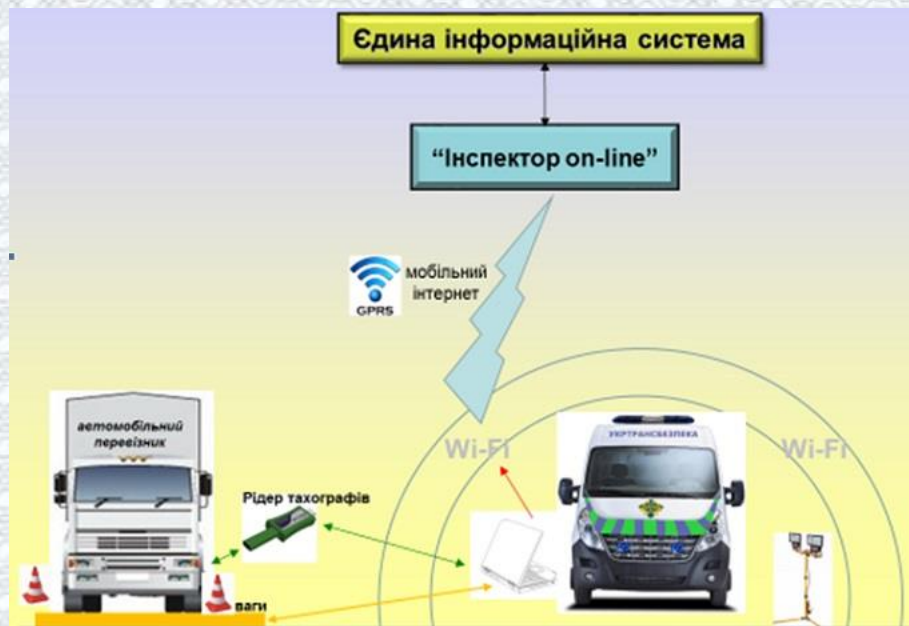 Єдина інформаційна система
“Інспектор on-line”
GPRS
мобільний
інтернет
автомобільний
перевізник
Wi-Fi
УКРТРАНСБЕЗПЕКА
Wi-Fi
Рідер тахографів
ваги